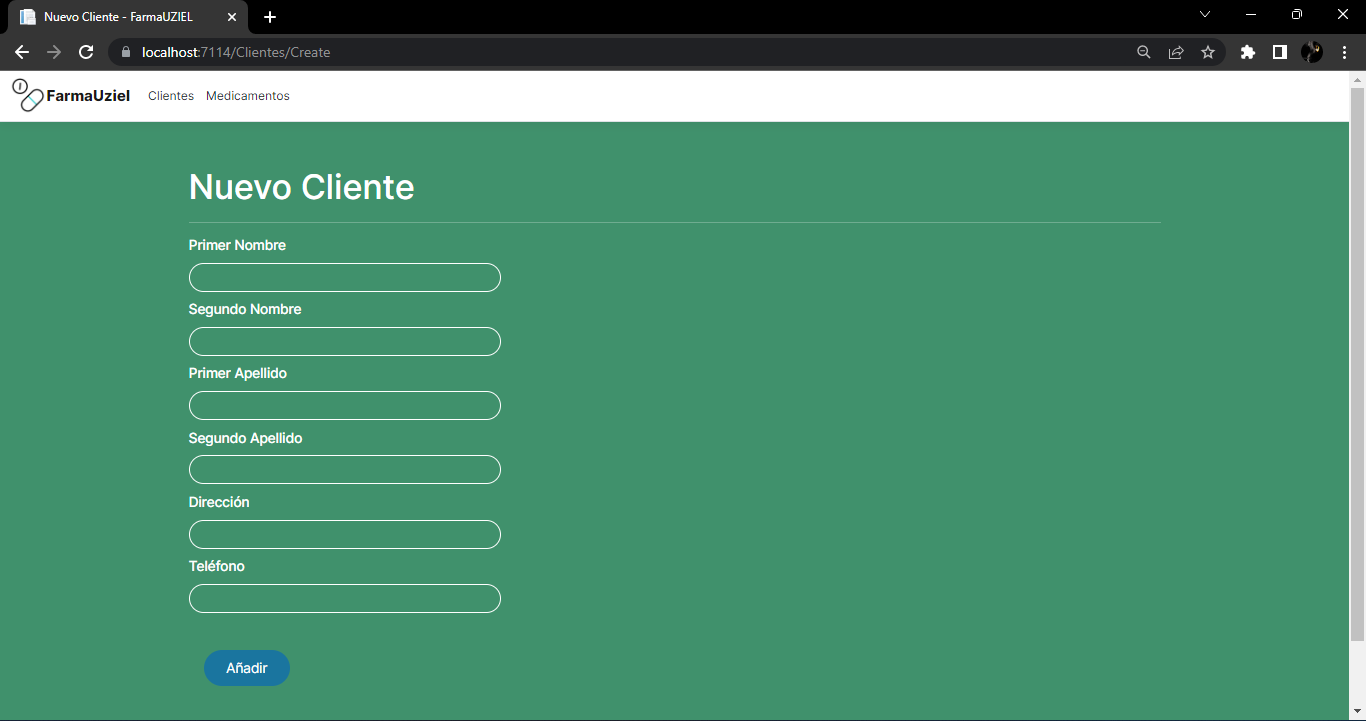 Nuevo Cliente - FarmaUZIEL
localhost:7114/Clientes/Create
FarmaUziel Clientes Medicamentos
Nuevo Cliente
Primer Nombre
Segundo Nombre
Primer Apellido
Segundo Apellido
Dirección
Teléfono
Añadir